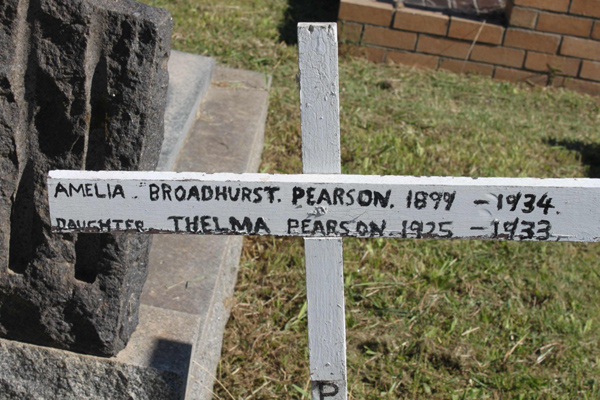 AMELIA. BROADHURST. PEARSON. 1899 - 1934.
DAUGHTER THELMA PEARSON. 1925 - 1933.
P